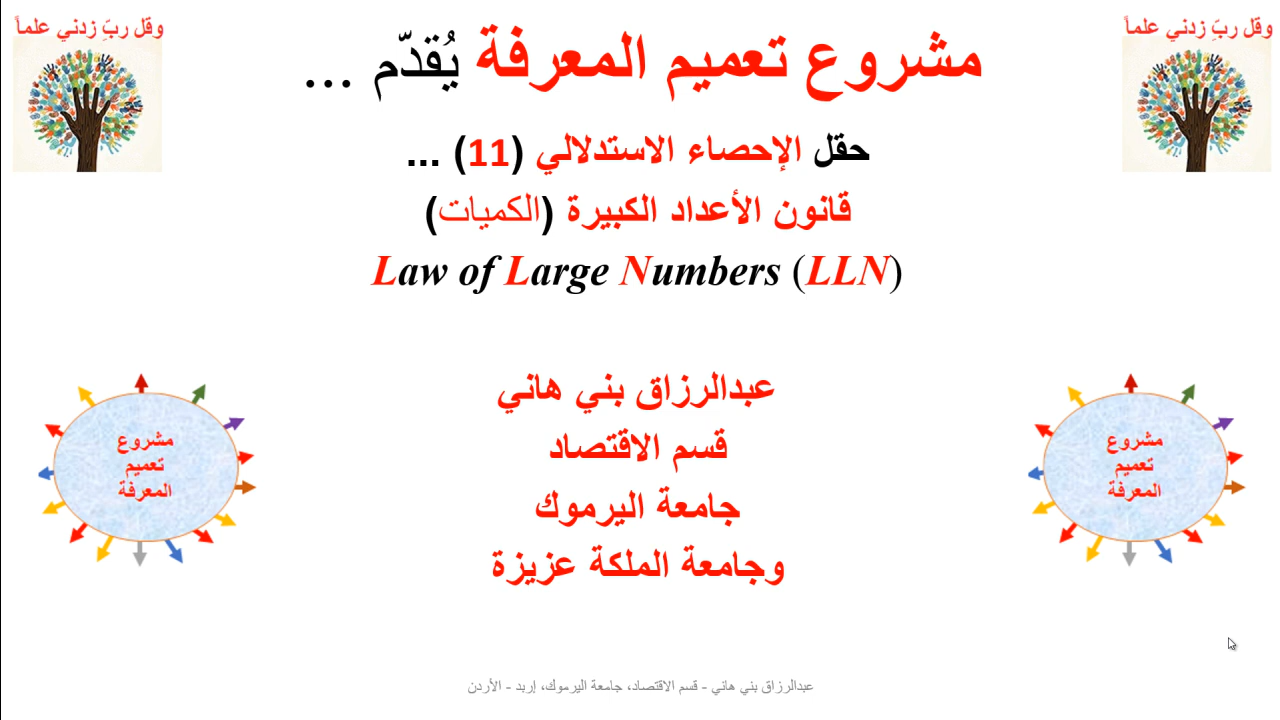 وقل ربِّ زدني علماً
وقل ربِّ زدني علماً
مشروع تعميم المعرفة يُقدّم ...
حقل الإحصاء الاستدلالي (11) ...
قانون الأعداد الكبيرة (الكميات)
Law of Large Numbers (LLN)
عبدالرزاق بني هاني
قسم الاقتصاد
جامعة اليرموك
وجامعة الملكة عزيزة
مشروع
تعميم
المعرفة
مشروع
تعميم
المعرفة
عبدالرزاق بني هاني - قسم الاقتصاد، جامعة اليرموك، إربد - الأردن